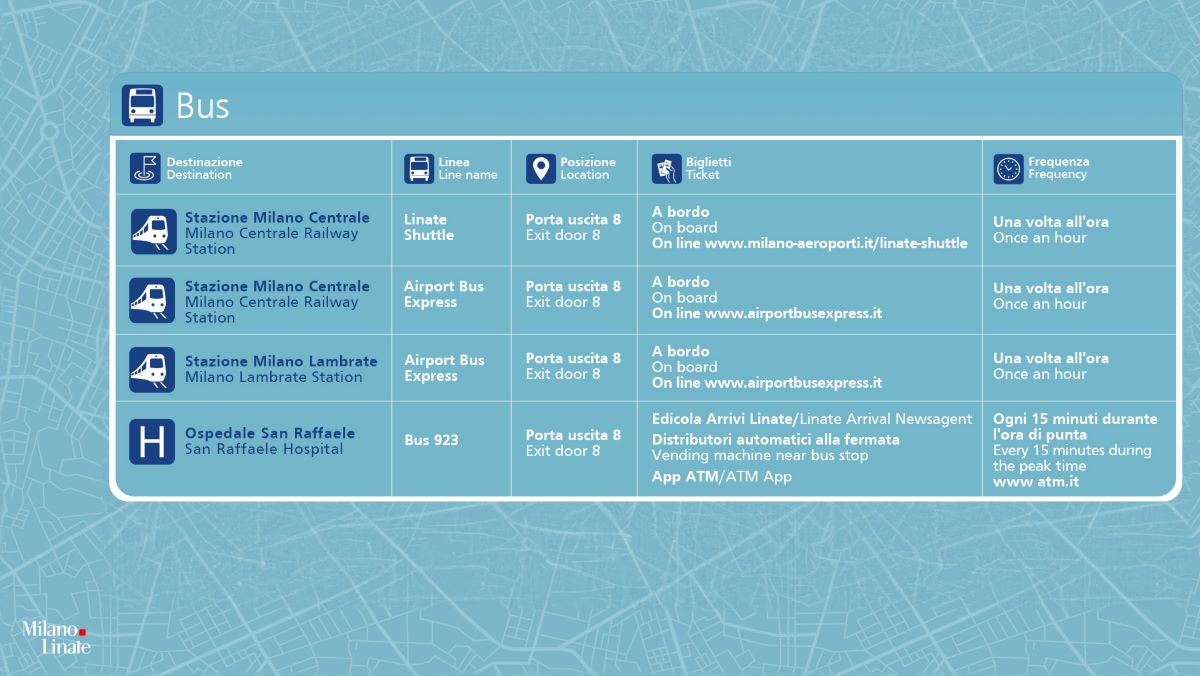 Bus
Destinazione
Destination
Linea
Line name
Posizione
Location
Biglietti
Ticket
Frequenza
Frequency
Stazione Milano Centrale
Milano Centrale Railway
Station
Linate
Shuttle
Porta uscita 8
Exit door 8
A bordo
On board
On line www.milano-aeroporti.it/linate-shuttle
Una volta all'ora
Once an hour
Stazione Milano Centrale
Milano Centrale Railway
Station
Airport Bus
Express
Porta uscita 8
Exit door 8
A bordo
On board
On line www.airportbusexpress.it
Una volta all'ora
Once an hour
Stazione Milano Lambrate
Milano Lambrate Station
Airport Bus
Express
Porta uscita 8
Exit door 8
A bordo
On board
On line www.airportbusexpress.it
Una volta all'ora
Once an hour
H
Ospedale San Raffaele
San Raffaele Hospital
Bus 923
Porta uscita 8
Exit door 8
Edicola Arrivi Linate/Linate Arrival Newsagent
Distributori automatici alla fermata
Vending machine near bus stop
App ATM/ATM App
Ogni 15 minuti durante
l'ora di punta
Every 15 minutes during
the peak time
www atm.it
Milano
Linate